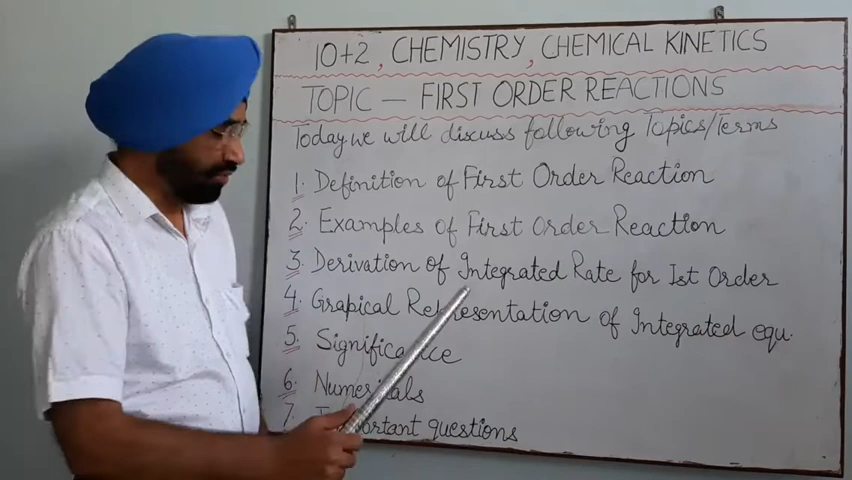 10+2, CHEMISTRY, CHEMICAL KINETICS
TOPIC — FIRST ORDER REACTIONS
Today we will discuss following Topics/Terms
1. Definition of First Order Reaction
2. Examples of First Order Reaction
3. Derivation of Integrated Rate for Ist Order
4. Grapical Representation of Integrated equ.
5. Significance
6. Numericals
7. Important questions